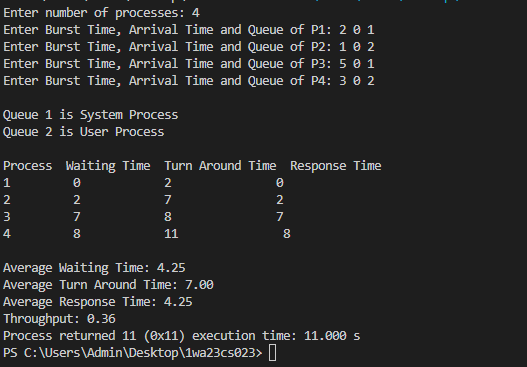 Enter number of processes: 4
Enter Burst Time, Arrival Time and Queue of P1: 2 0 1
Enter Burst Time, Arrival Time and Queue of P2: 1 0 2
Enter Burst Time, Arrival Time and Queue of P3: 5 0 1
Enter Burst Time, Arrival Time and Queue of P4: 3 0 2
Queue 1 is System Process
Queue 2 is User Process
Process Waiting Time Turn Around Time Response Time
1 0 2 0
2 2 7 2
3 7 8 7
4 8 11 8
Average Waiting Time: 4.25
Average Turn Around Time: 7.00
Average Response Time: 4.25
Throughput: 0.36
Process returned 11 (0x11) execution time: 11.000 s
PS C:\Users\Admin\Desktop\1wa23cs023>